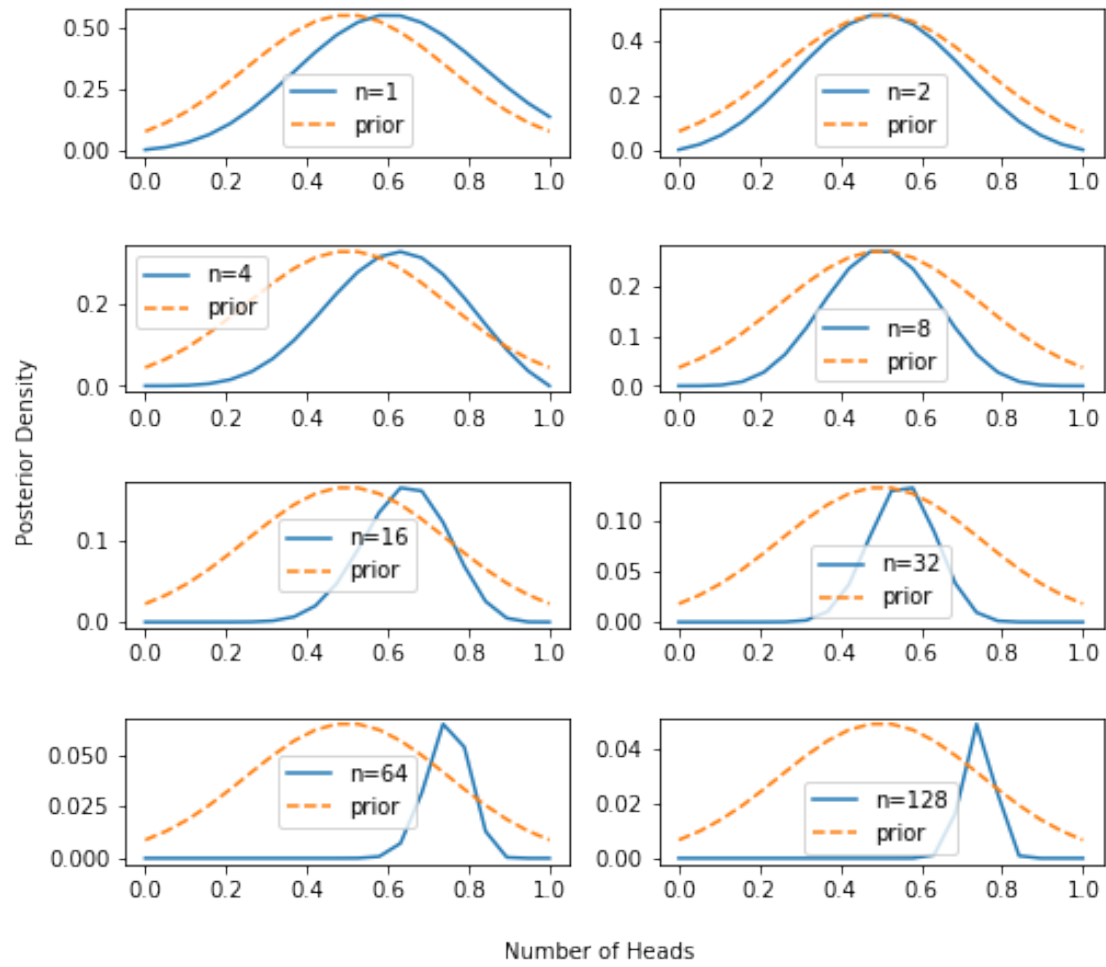 0.50
0.25
0.00
n=1
prior
0.0 0.2 0.4 0.6 0.8 1.0
0.4
0.2
0.0
n=2
prior
0.0 0.2 0.4 0.6 0.8 1.0
0.2
0.0
n=4
prior
0.0 0.2 0.4 0.6 0.8 1.0
0.2
0.1
0.0
n=8
prior
0.0 0.2 0.4 0.6 0.8 1.0
Posterior Density
0.1
0.0
n=16
prior
0.0 0.2 0.4 0.6 0.8 1.0
0.10
0.05
0.00
n=32
prior
0.0 0.2 0.4 0.6 0.8 1.0
0.050
0.025
0.000
n=64
prior
0.0 0.2 0.4 0.6 0.8 1.0
0.04
0.02
0.00
n=128
prior
0.0 0.2 0.4 0.6 0.8 1.0
Number of Heads